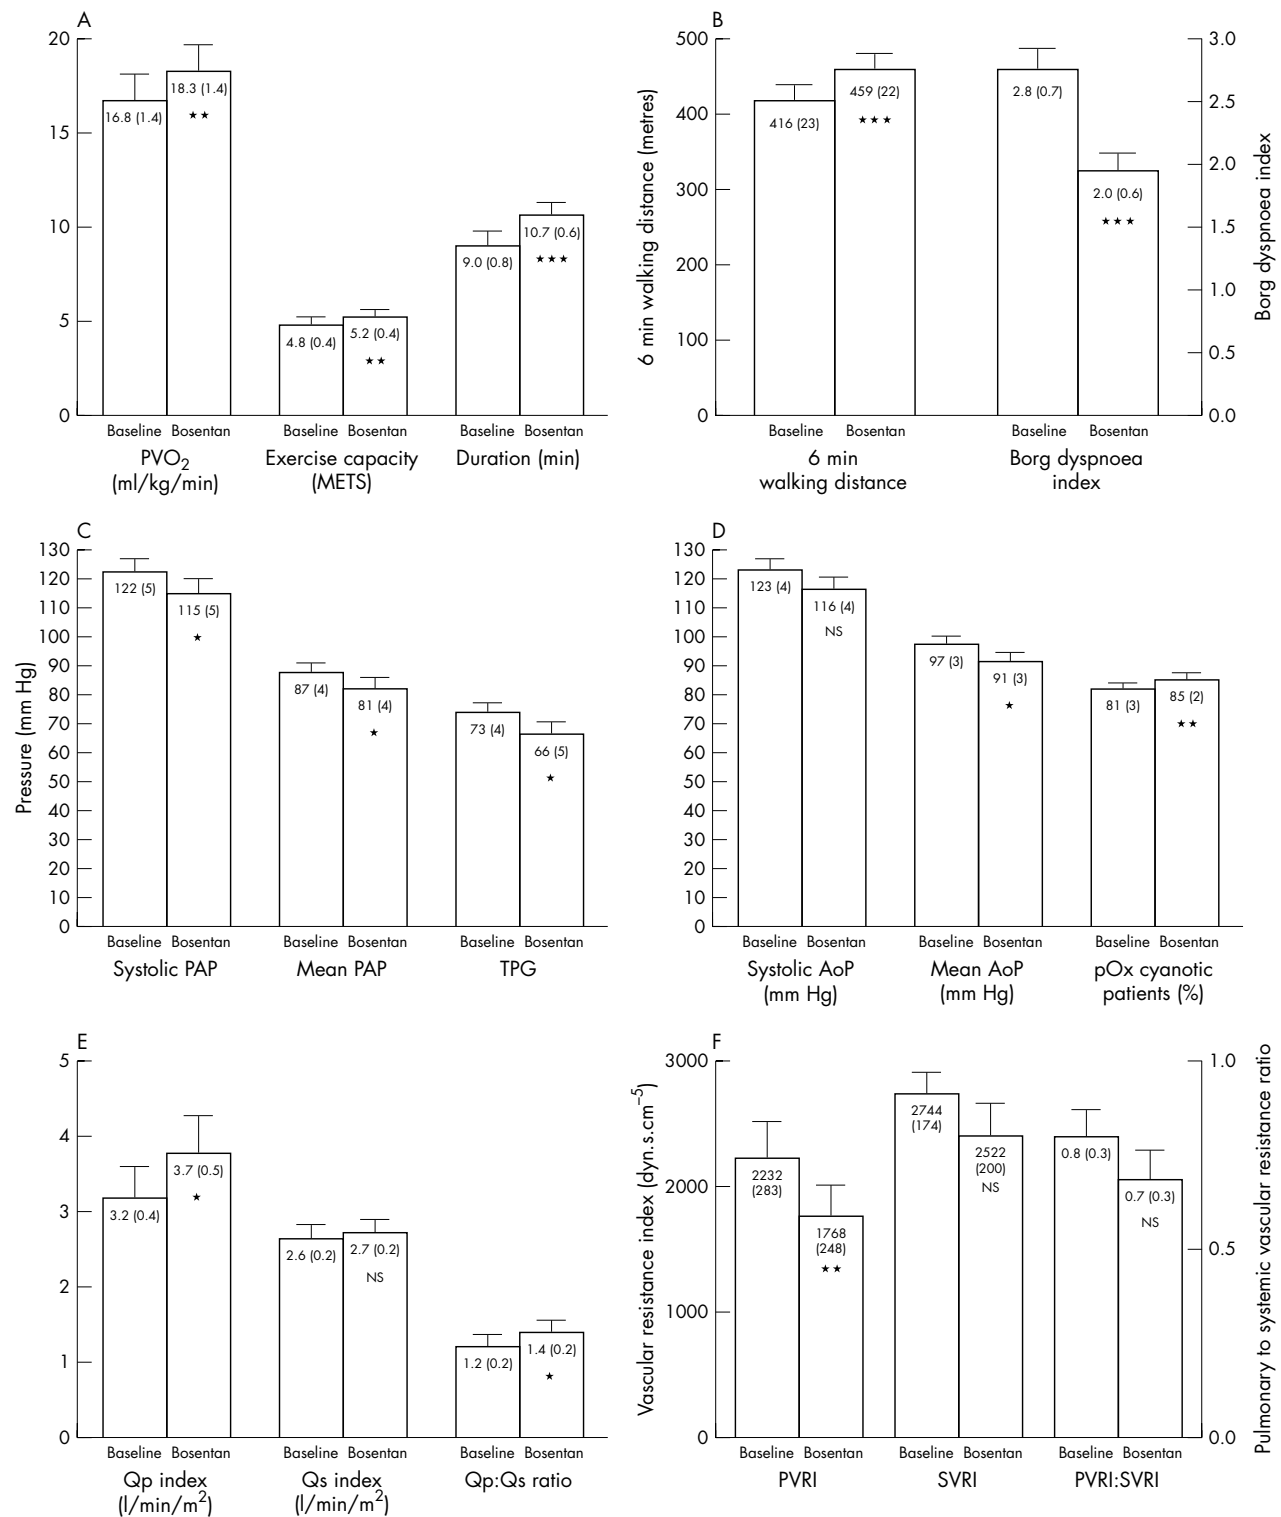 A
20
15
10
5
0
16.8 (1.4)
18.3 (1.4)
★★
4.8 (0.4)
5.2 (0.4)
★★
9.0 (0.8)
10.7 (0.6)
★★★
Baseline Bosentan
Baseline Bosentan
Baseline Bosentan
PVO2
(ml/kg/min)
Exercise capacity
(METS)
Duration (min)
B
6 min walking distance (metres)
500
400
300
200
100
0
416 (23)
459 (22)
★★★
2.8 (0.7)
2.0 (0.6)
★★★
3.0
2.5
2.0
1.5
1.0
0.5
0.0
Borg dyspnoea index
Baseline Bosentan
Baseline Bosentan
6 min
walking distance
Borg dyspnoea
index
C
Pressure (mm Hg)
130
120
110
100
90
80
70
60
50
40
30
20
10
0
122 (5)
115 (5)
★
87 (4)
81 (4)
★
73 (4)
66 (5)
★
Baseline Bosentan
Baseline Bosentan
Baseline Bosentan
Systolic PAP
Mean PAP
TPG
D
130
120
110
100
90
80
70
60
50
40
30
20
10
0
123 (4)
116 (4)
NS
97 (3)
91 (3)
★
81 (3)
85 (2)
★★
Baseline Bosentan
Baseline Bosentan
Baseline Bosentan
Systolic AoP
(mm Hg)
Mean AoP
(mm Hg)
pOx cyanotic
patients (%)
E
5
4
3
2
1
0
3.2 (0.4)
3.7 (0.5)
★
2.6 (0.2)
2.7 (0.2)
NS
1.2 (0.2)
1.4 (0.2)
★
Baseline Bosentan
Baseline Bosentan
Baseline Bosentan
Qp index
(l/min/m2)
Qs index
(l/min/m2)
Qp:Qs ratio
F
Vascular resistance index (dyn.s.cm–5)
3000
2000
1000
0
2232
(283)
1768
(248)
★★
2744
(174)
2522
(200)
NS
0.8 (0.3)
0.7 (0.3)
NS
1.0
0.5
0.0
Pulmonary to systemic vascular resistance ratio
Baseline Bosentan
Baseline Bosentan
Baseline Bosentan
PVRI
SVRI
PVRI:SVRI